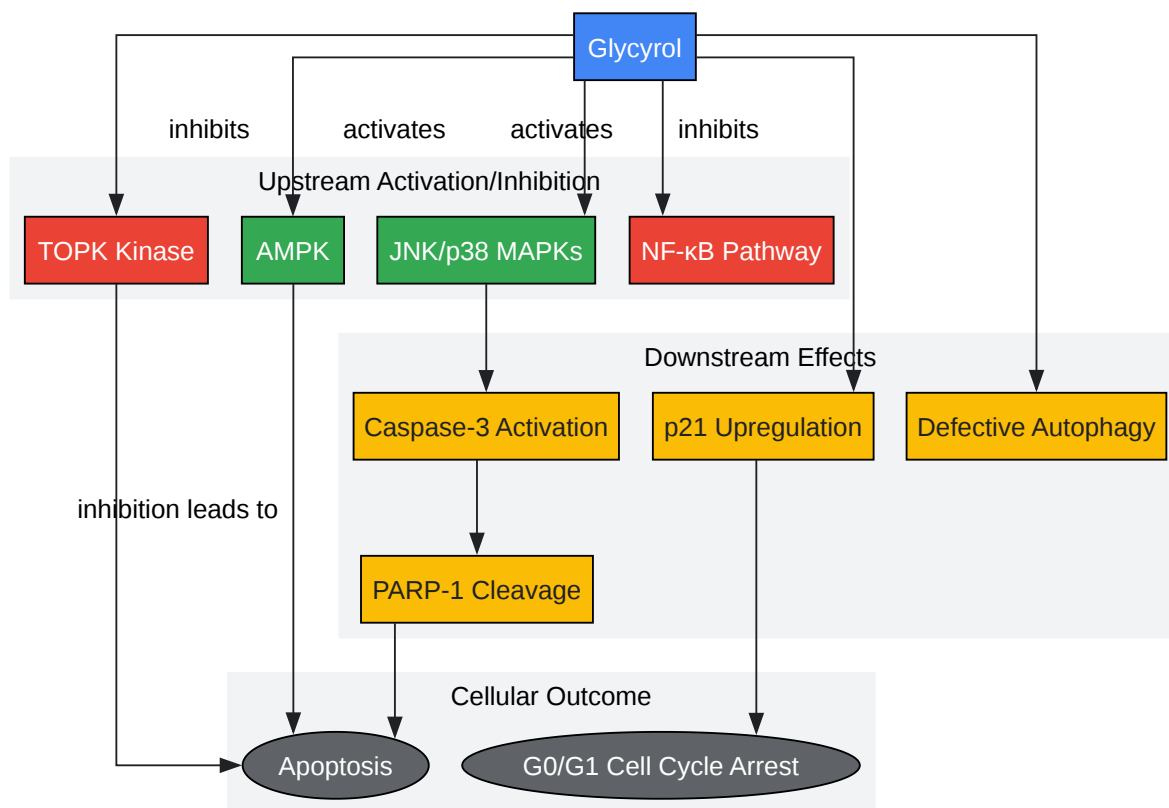 Glycyrol
inhibits
activates
activates
inhibits
Upstream Activation/Inhibition
TOPK Kinase
AMPK
JNK/p38 MAPKs
NF-κB Pathway
Downstream Effects
Caspase-3 Activation
p21 Upregulation
Defective Autophagy
inhibition leads to
PARP-1 Cleavage
Cellular Outcome
Apoptosis
G0/G1 Cell Cycle Arrest